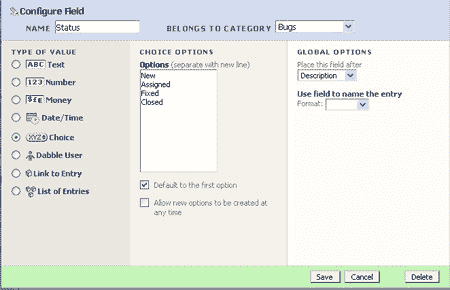 Configure Field
NAME Status BELONGS TO CATEGORY Bugs
TYPE OF VALUE
ABC Text
123 Number
$£€ Money
Date/Time
XYZ Choice
Dabble User
Link to Entry
List of Entries
CHOICE OPTIONS
Options (separate with new line)
New
Assigned
Fixed
Closed
Default to the first option
Allow new options to be created at
any time
GLOBAL OPTIONS
Place this field after
Description
Use field to name the entry
Format:
Save Cancel Delete